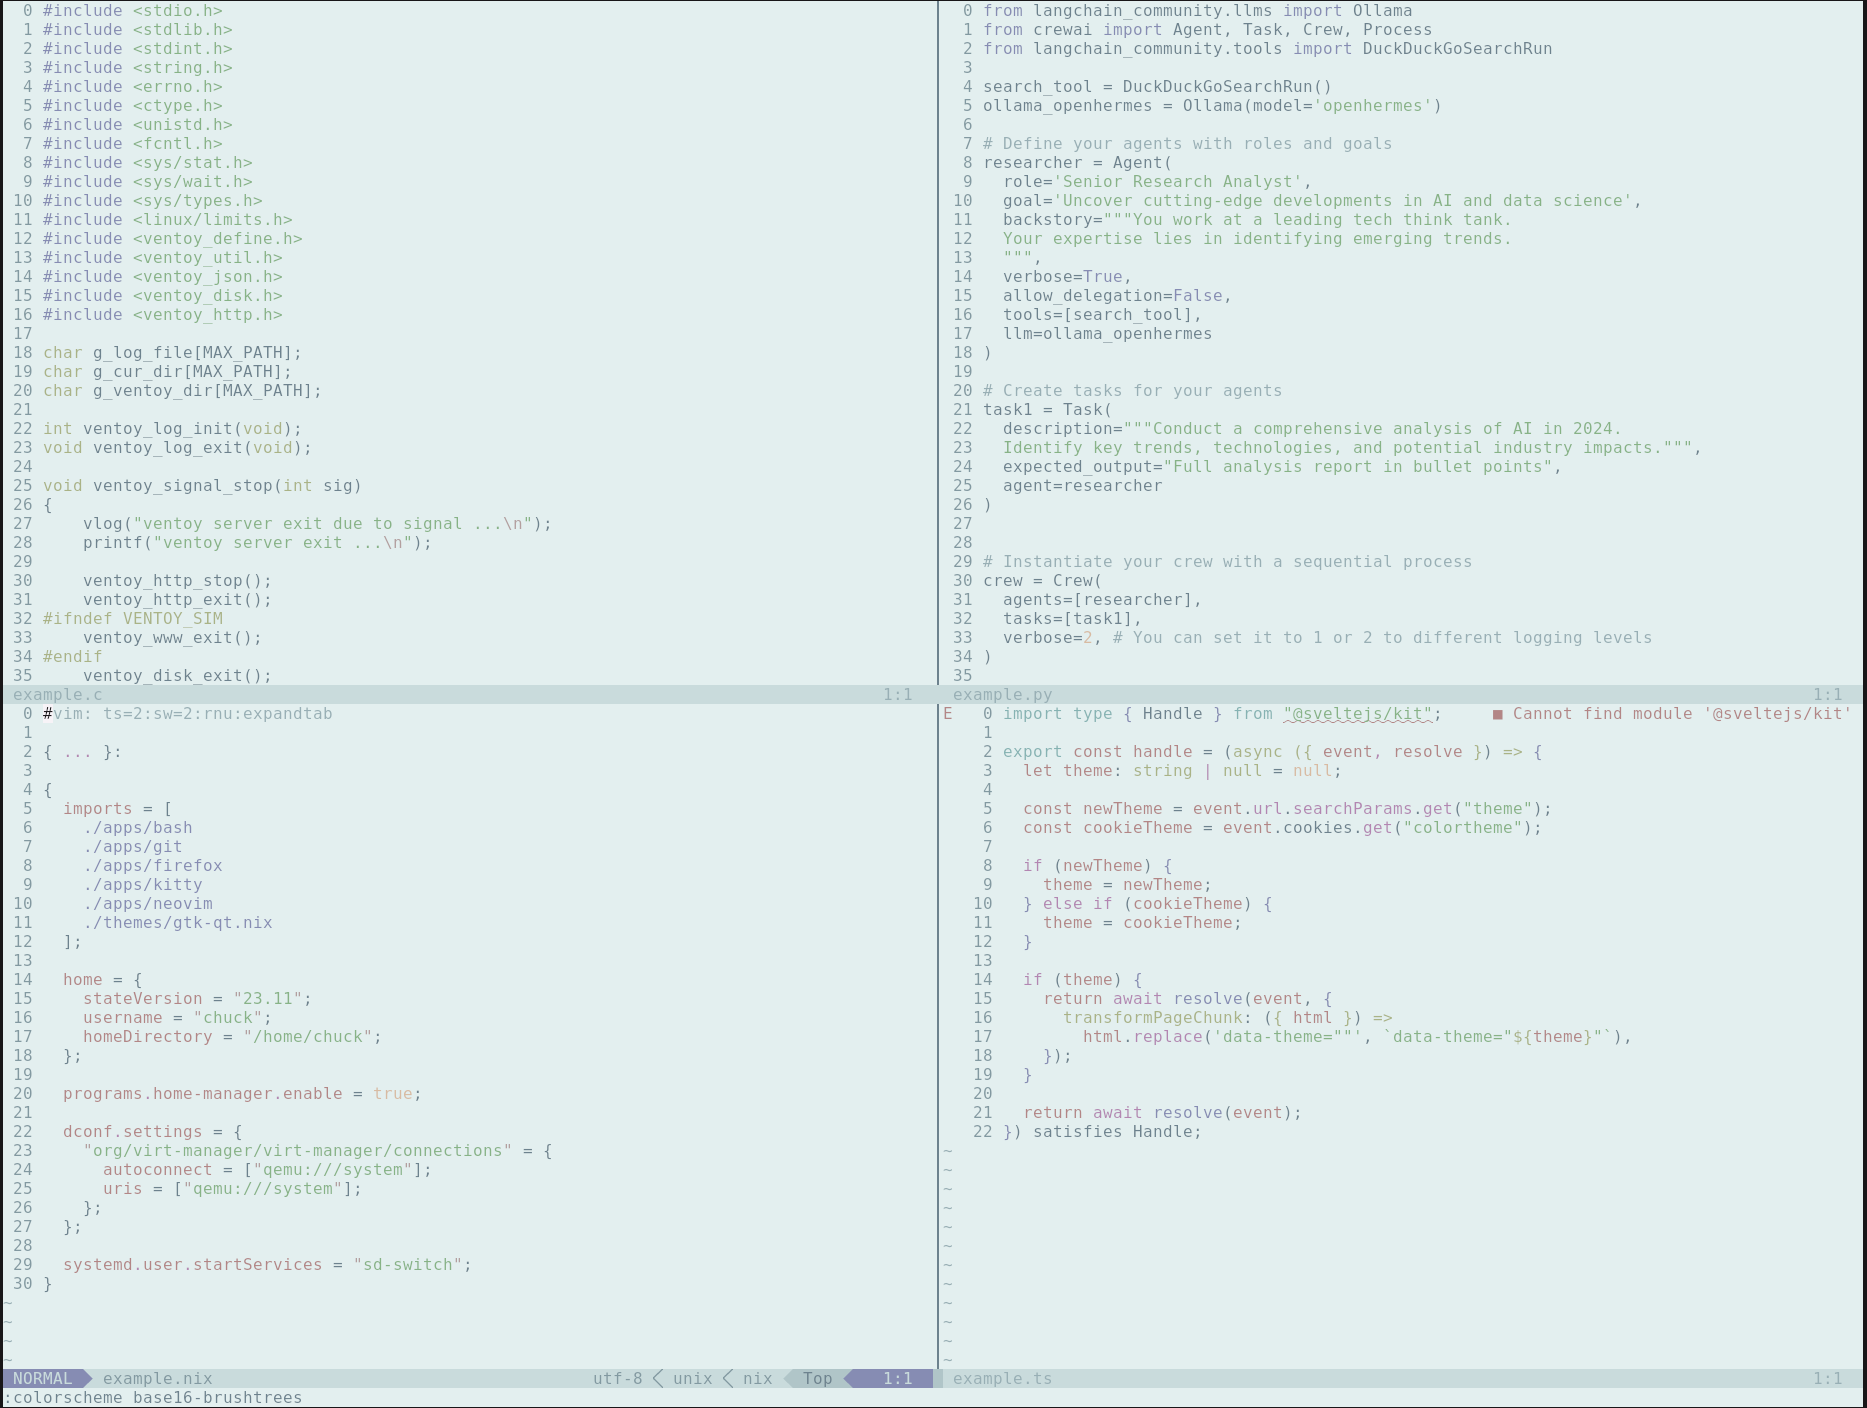 0 #include <stdio.h>
1 #include <stdlib.h>
2 #include <stdint.h>
3 #include <string.h>
4 #include <errno.h>
5 #include <ctype.h>
6 #include <unistd.h>
7 #include <fcntl.h>
8 #include <sys/stat.h>
9 #include <sys/wait.h>
10 #include <sys/types.h>
11 #include <linux/limits.h>
12 #include <ventoy_define.h>
13 #include <ventoy_util.h>
14 #include <ventoy_json.h>
15 #include <ventoy_disk.h>
16 #include <ventoy_http.h>
17
18 char g_log_file[MAX_PATH];
19 char g_cur_dir[MAX_PATH];
20 char g_ventoy_dir[MAX_PATH];
21
22 int ventoy_log_init(void);
23 void ventoy_log_exit(void);
24
25 void ventoy_signal_stop(int sig)
26 {
27     vlog("ventoy server exit due to signal ...\n");
28     printf("ventoy server exit ...\n");
29
30     ventoy_http_stop();
31     ventoy_http_exit();
32 #ifndef VENTOY_SIM
33     ventoy_www_exit();
34 #endif
35     ventoy_disk_exit();
example.c 1:1
0 from langchain_community.llms import Ollama
1 from crewai import Agent, Task, Crew, Process
2 from langchain_community.tools import DuckDuckGoSearchRun
3
4 search_tool = DuckDuckGoSearchRun()
5 ollama_openhermes = Ollama(model='openhermes')
6
7 # Define your agents with roles and goals
8 researcher = Agent(
9   role='Senior Research Analyst',
10   goal='Uncover cutting-edge developments in AI and data science',
11   backstory="""You work at a leading tech think tank.
12   Your expertise lies in identifying emerging trends.
13   """,
14   verbose=True,
15   allow_delegation=False,
16   tools=[search_tool],
17   llm=ollama_openhermes
18 )
19
20 # Create tasks for your agents
21 task1 = Task(
22   description="""Conduct a comprehensive analysis of AI in 2024.
23   Identify key trends, technologies, and potential industry impacts.""",
24   expected_output="Full analysis report in bullet points",
25   agent=researcher
26 )
27
28
29 # Instantiate your crew with a sequential process
30 crew = Crew(
31   agents=[researcher],
32   tasks=[task1],
33   verbose=2, # You can set it to 1 or 2 to different logging levels
34 )
35
example.py 1:1
0 #vim: ts=2:sw=2:rnu:expandtab
1
2 { ... }:
3
4 {
5   imports = [
6     ./apps/bash
7     ./apps/git
8     ./apps/firefox
9     ./apps/kitty
10     ./apps/neovim
11     ./themes/gtk-qt.nix
12   ];
13
14   home = {
15     stateVersion = "23.11";
16     username = "chuck";
17     homeDirectory = "/home/chuck";
18   };
19
20   programs.home-manager.enable = true;
21
22   dconf.settings = {
23     "org/virt-manager/virt-manager/connections" = {
24       autoconnect = ["qemu:///system"];
25       uris = ["qemu:///system"];
26     };
27   };
28
29   systemd.user.startServices = "sd-switch";
30 }
~
~
~
~
NORMAL example.nix utf-8 unix nix Top 1:1
E 0 import type { Handle } from "@sveltejs/kit";     ■ Cannot find module '@sveltejs/kit'
1
2 export const handle = (async ({ event, resolve }) => {
3   let theme: string | null = null;
4
5   const newTheme = event.url.searchParams.get("theme");
6   const cookieTheme = event.cookies.get("colortheme");
7
8   if (newTheme) {
9     theme = newTheme;
10   } else if (cookieTheme) {
11     theme = cookieTheme;
12   }
13
14   if (theme) {
15     return await resolve(event, {
16       transformPageChunk: ({ html }) =>
17         html.replace('data-theme=""', `data-theme="${theme}"`),
18     });
19   }
20
21   return await resolve(event);
22 }) satisfies Handle;
~
~
~
~
~
~
~
~
~
~
~
~
example.ts 1:1
:colorscheme base16-brushtrees